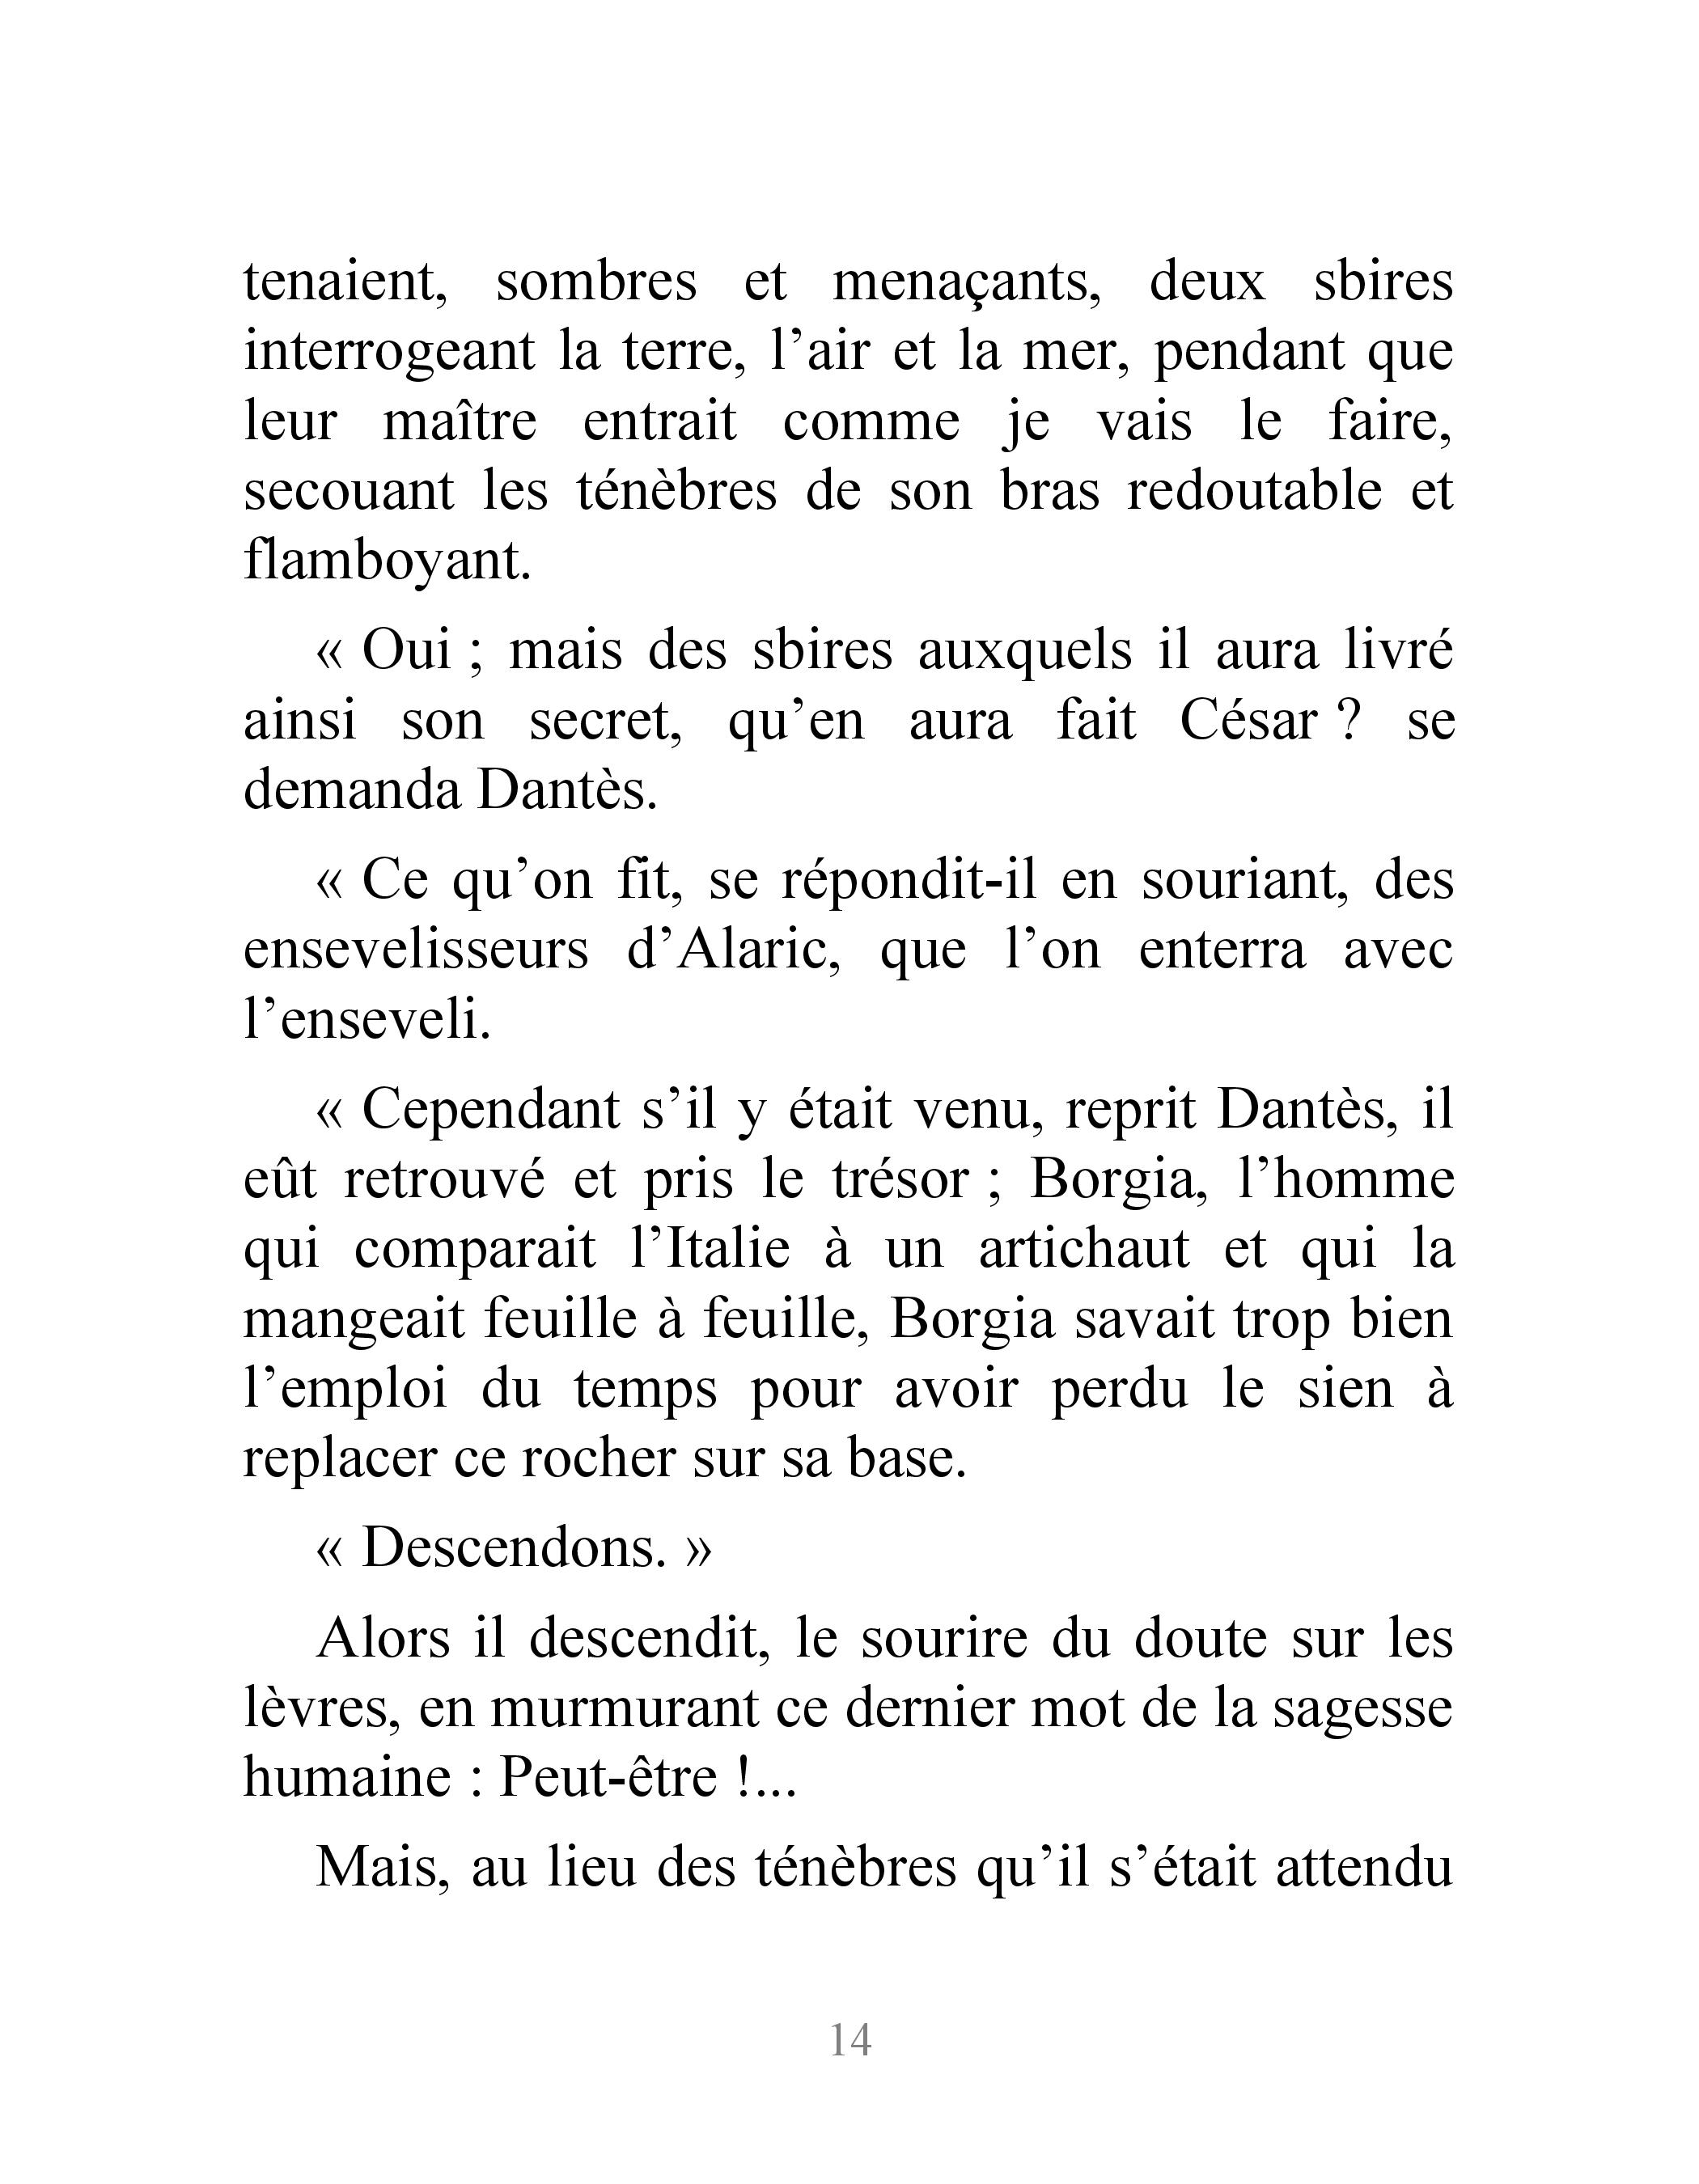 tenaient, sombres et menaçants, deux sbires
interrogeant la terre, l’air et la mer, pendant que
leur maître entrait comme je vais le faire,
secouant les ténèbres de son bras redoutable et
flamboyant.
« Oui ; mais des sbires auxquels il aura livré
ainsi son secret, qu’en aura fait César ? se
demanda Dantès.
« Ce qu’on fit, se répondit-il en souriant, des
ensevelisseurs d’Alaric, que l’on enterra avec
l’enseveli.
« Cependant s’il y était venu, reprit Dantès, il
eût retrouvé et pris le trésor ; Borgia, l’homme
qui comparait l’Italie à un artichaut et qui la
mangeait feuille à feuille, Borgia savait trop bien
l’emploi du temps pour avoir perdu le sien à
replacer ce rocher sur sa base.
« Descendons. »
Alors il descendit, le sourire du doute sur les
lèvres, en murmurant ce dernier mot de la sagesse
humaine : Peut-être !...
Mais, au lieu des ténèbres qu’il s’était attendu
14